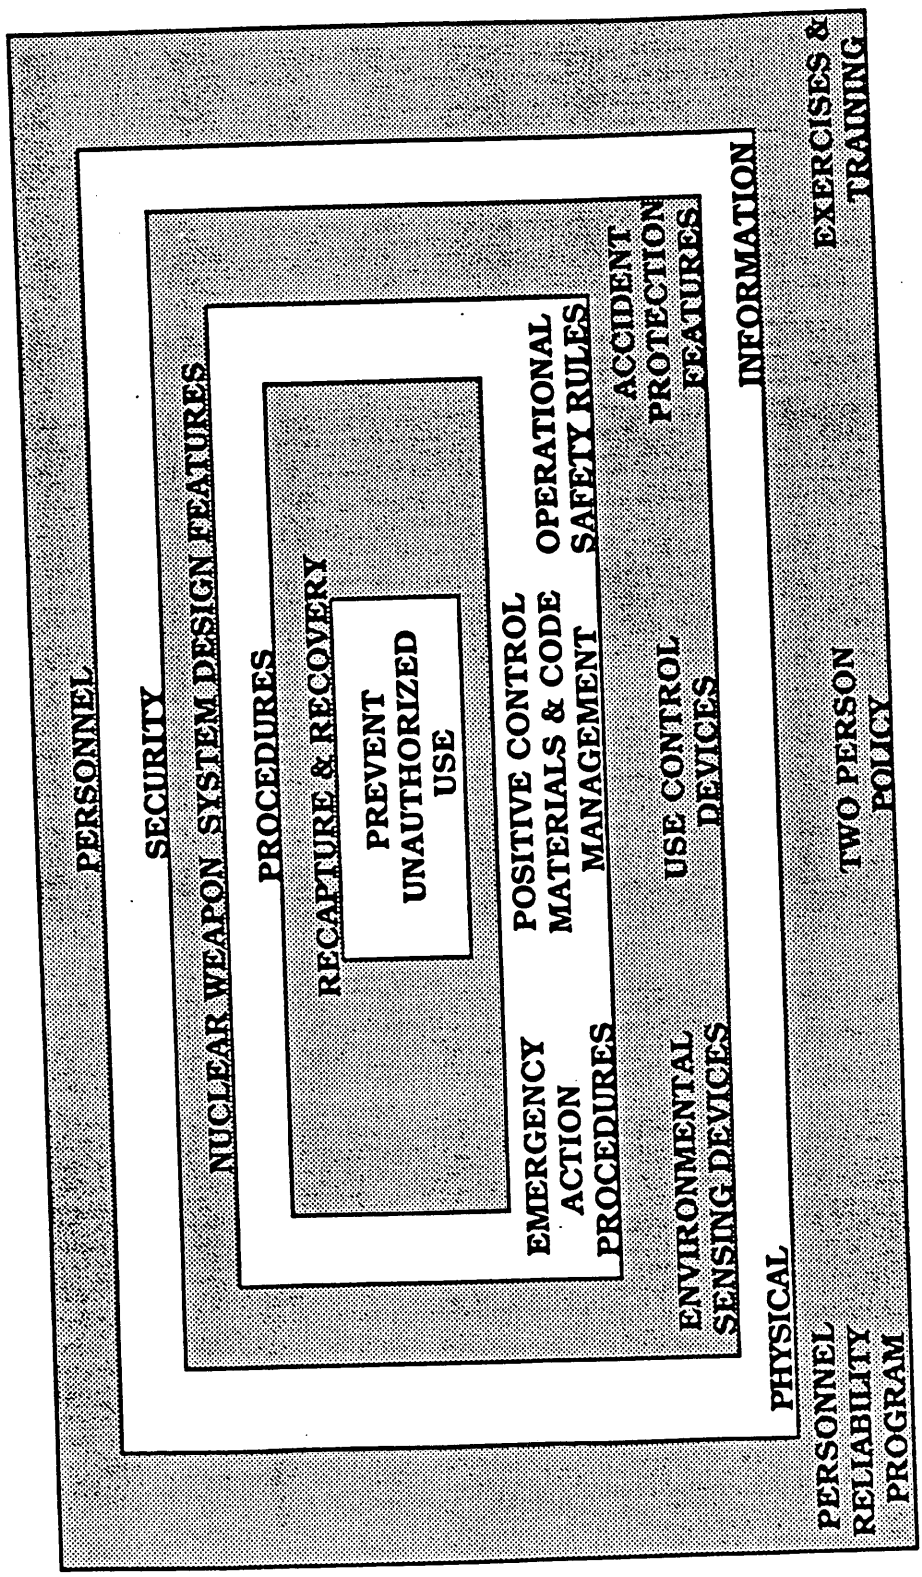 PERSONNEL
SECURITY
NUCLEAR WEAPON SYSTEM DESIGN FEATURES
PROCEDURES
RECAPTURE & RECOVERY
PREVENT
UNAUTHORIZED
USE
EMERGENCY
ACTION
PROCEDURES
POSITIVE CONTROL
MATERIALS & CODE
MANAGEMENT
OPERATIONAL
SAFETY RULES
ENVIRONMENTAL
SENSING DEVICES
USE CONTROL
DEVICES
ACCIDENT
PROTECTION
FEATURES
PHYSICAL
INFORMATION
PERSONNEL
RELIABILITY
PROGRAM
TWO PERSON
POLICY
EXERCISES &
TRAINING